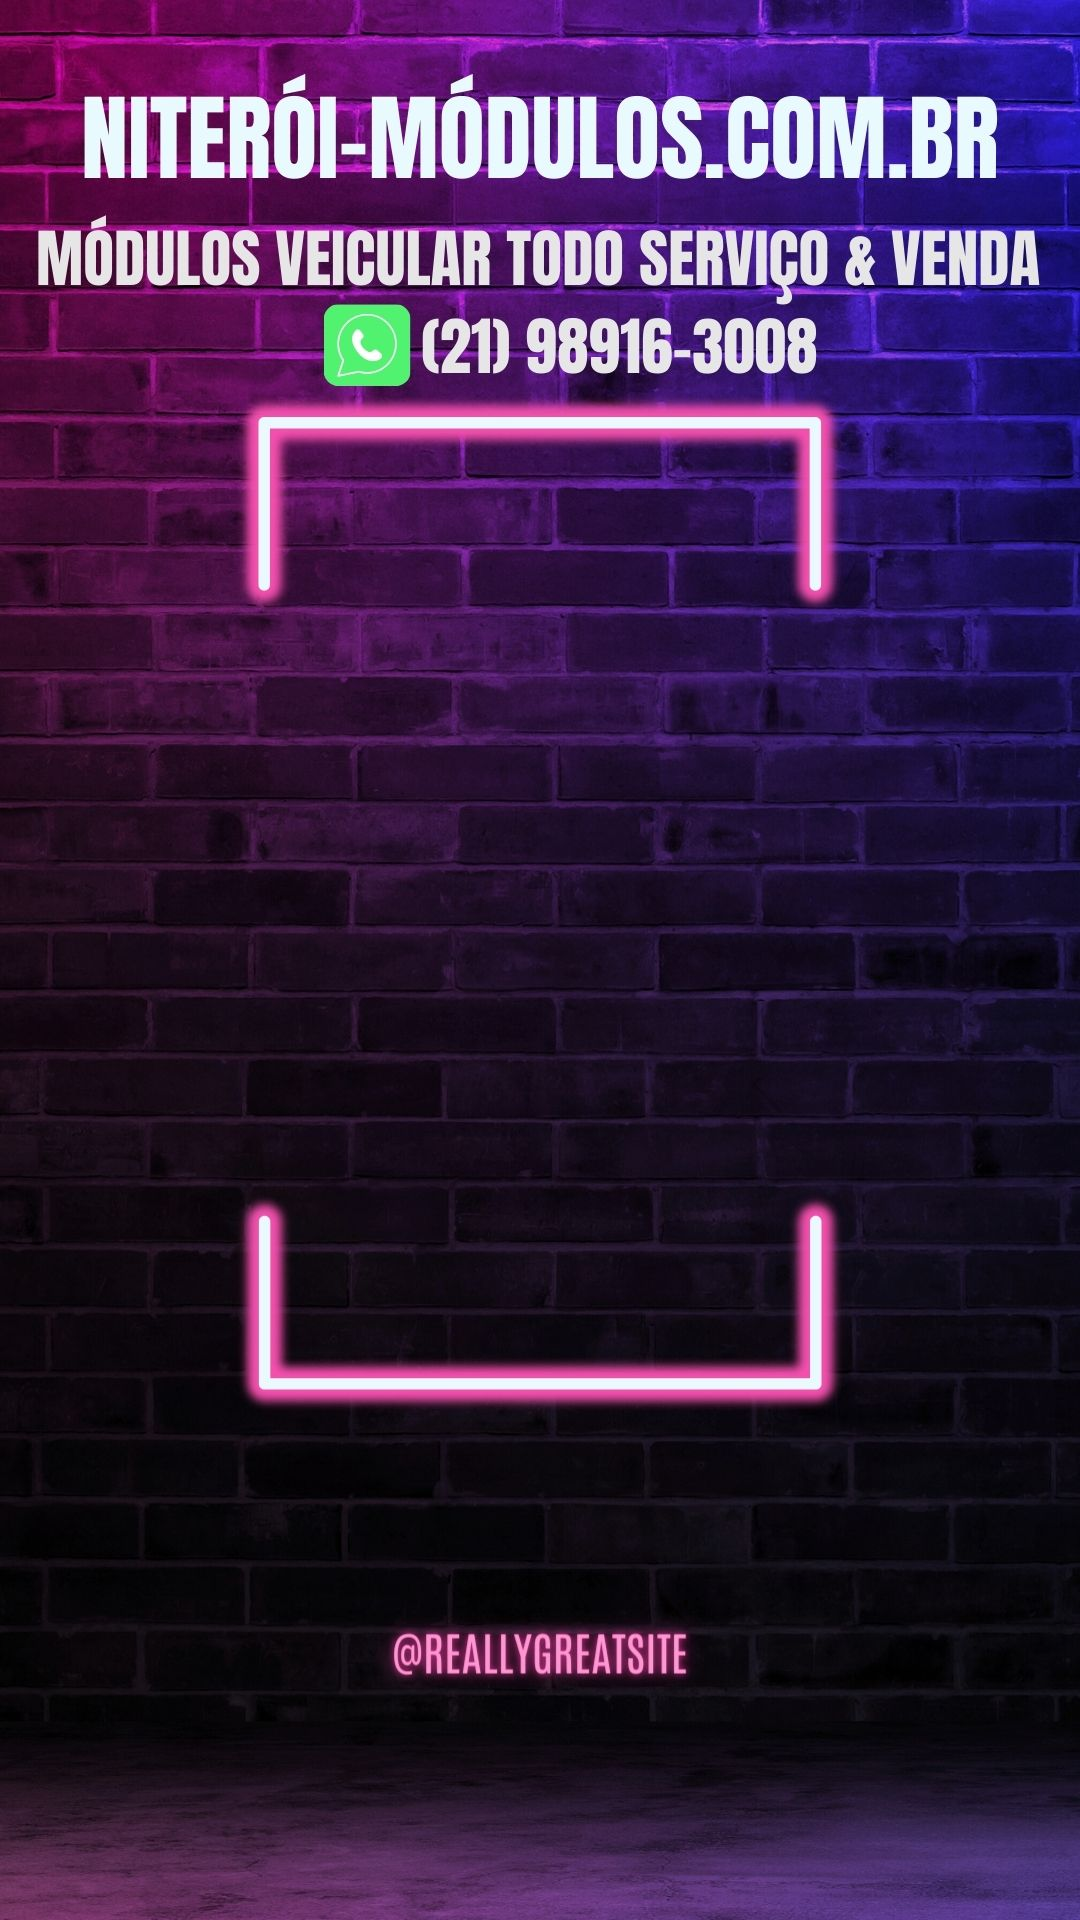 NITERÓI-MÓDULOS.COM.BR
MÓDULOS VEICULAR TODO SERVIÇO & VENDA
(21) 98916-3008
@REALLYGREATSITE